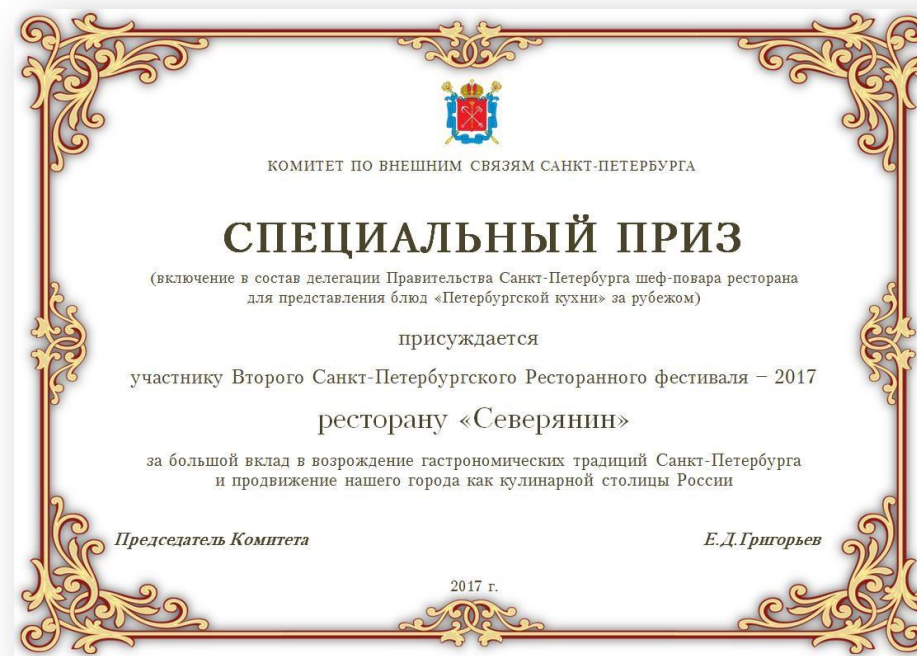 КОМИТЕТ ПО ВНЕШНИМ СВЯЗЯМ САНКТ-ПЕТЕРБУРГА
СПЕЦИАЛЬНЫЙ ПРИЗ
(включение в состав делегации Правительства Санкт-Петербурга шеф-повара ресторана
для представления блюд «Петербургской кухни» за рубежом)
присуждается
участнику Второго Санкт-Петербургского Ресторанного фестиваля – 2017
ресторану «Северянин»
за большой вклад в возрождение гастрономических традиций Санкт-Петербурга
и продвижение нашего города как кулинарной столицы России
Председатель Комитета Е.Д.Григорьев
2017 г.